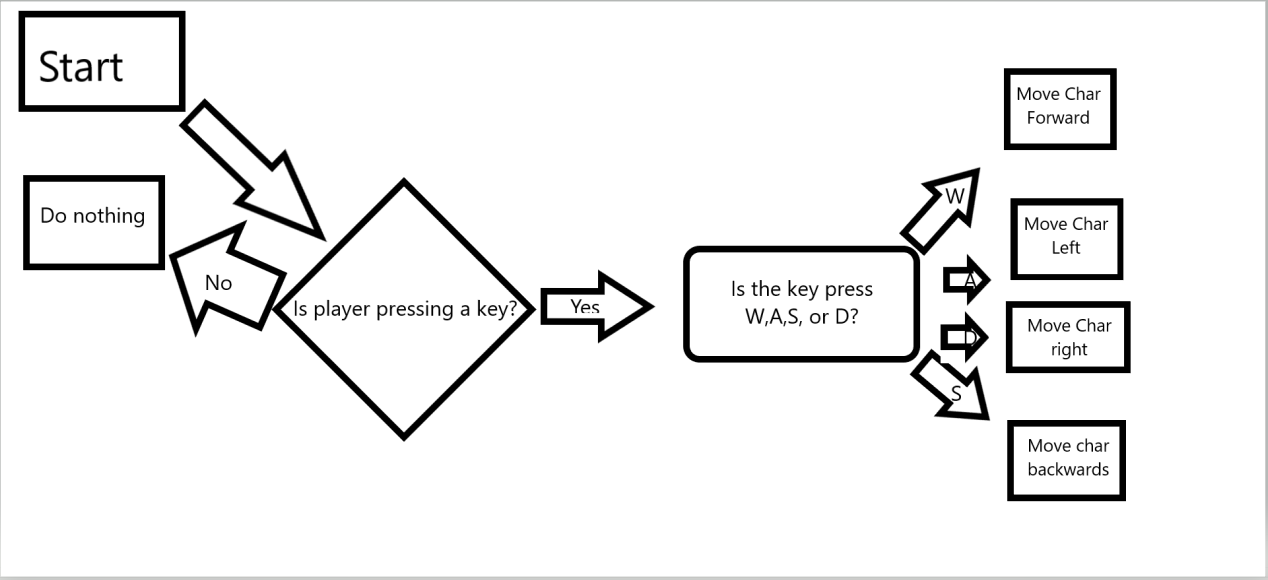 Start
Do nothing
No
Is player pressing a key?
Yes
Is the key press
W,A,S, or D?
W
Move Char
Forward
A
Move Char
Left
D
Move Char
right
S
Move char
backwards